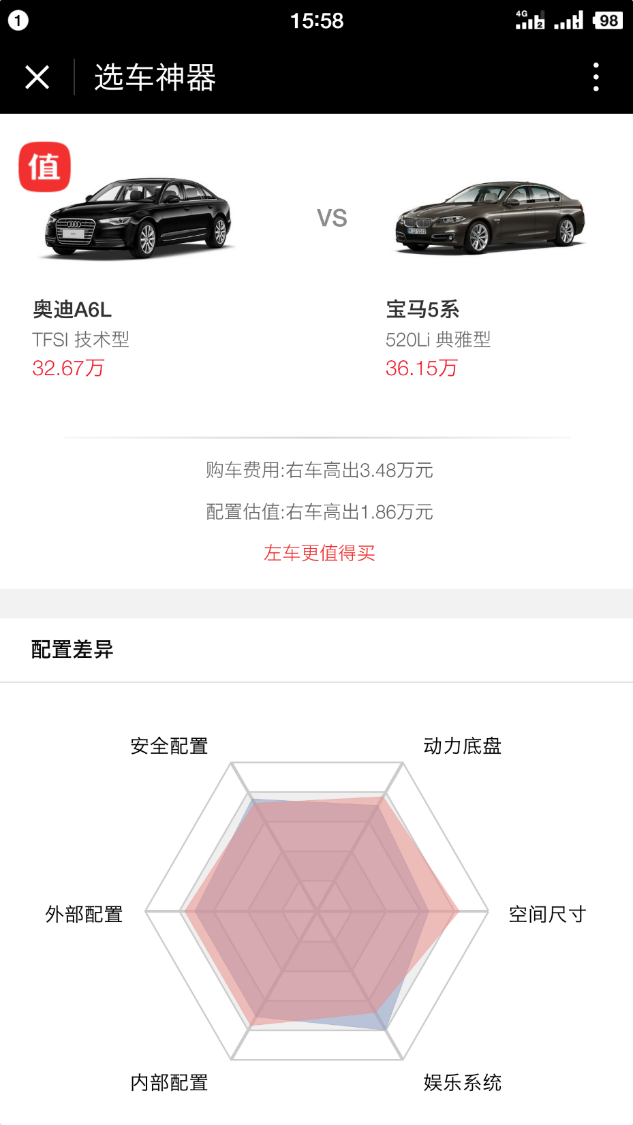 1
15:58
4G
2
98
选车神器
值
VS
奥迪A6L
宝马5系
TFSI 技术型
520Li 典雅型
32.67万
36.15万
购车费用:右车高出3.48万元
配置估值:右车高出1.86万元
左车更值得买
配置差异
安全配置
动力底盘
外部配置
空间尺寸
内部配置
娱乐系统